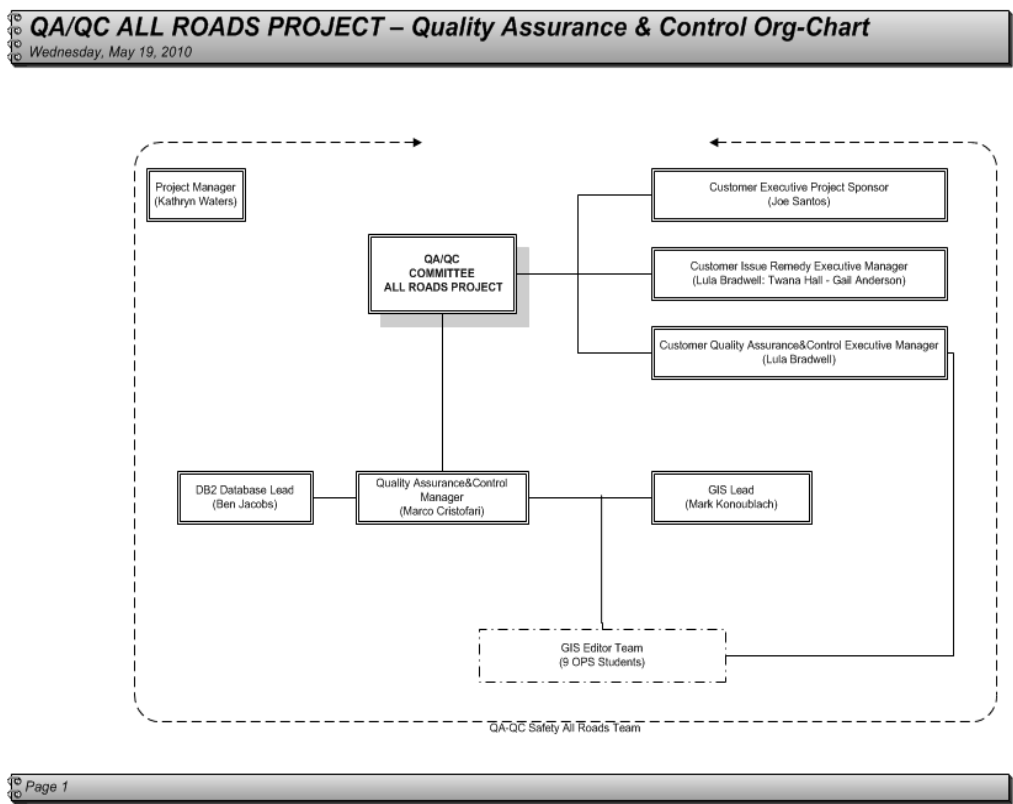 QA/QC ALL ROADS PROJECT – Quality Assurance & Control Org-Chart
Wednesday, May 19, 2010
Project Manager
(Kathryn Waters)
Customer Executive Project Sponsor
(Joe Santos)
QA/QC
COMMITTEE
ALL ROADS PROJECT
Customer Issue Remedy Executive Manager
(Lula Bradwell: Twana Hall - Gail Anderson)
Customer Quality Assurance&Control Executive Manager
(Lula Bradwell)
DB2 Database Lead
(Ben Jacobs)
Quality Assurance&Control
Manager
(Marco Cristofari)
GIS Lead
(Mark Konoublach)
GIS Editor Team
(9 OPS Students)
QA-QC Safety All Roads Team
Page 1